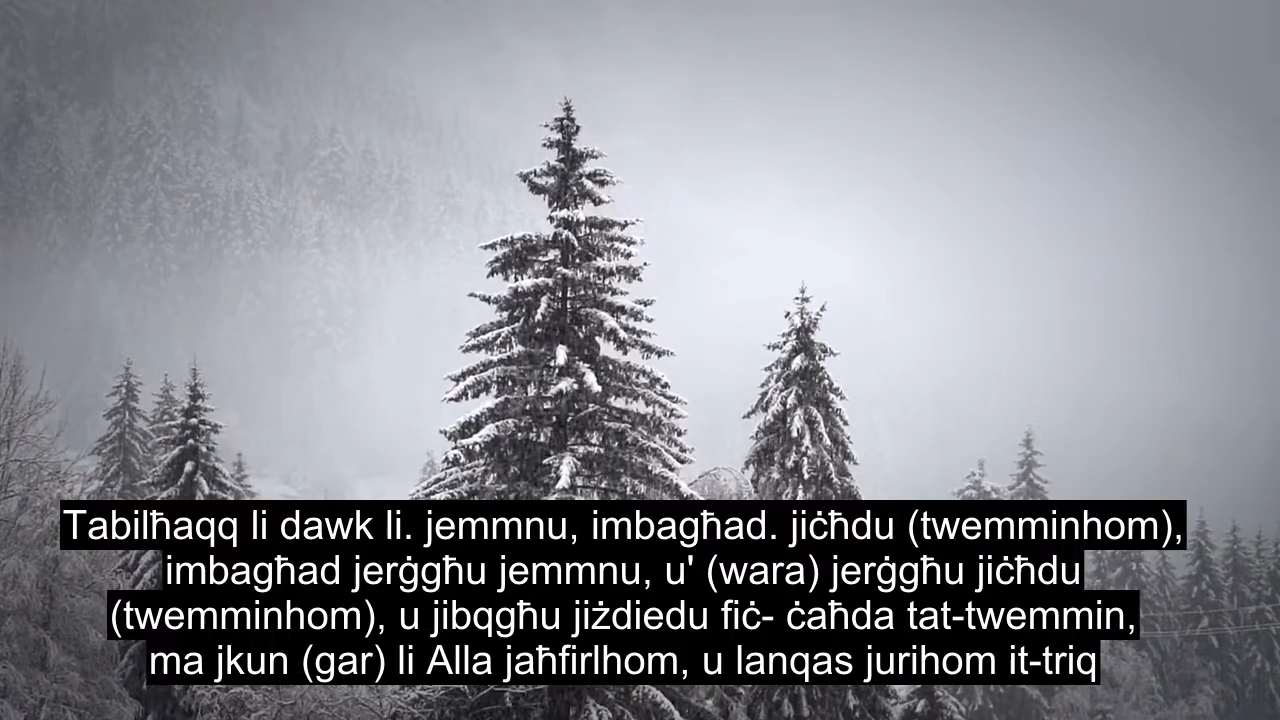 Tabilħaqq li dawk li. jemmnu, imbagħad. jiċħdu (twemminhom),
imbagħad jerġgħu jemmnu, u' (wara) jerġgħu jiċħdu
(twemminhom), u jibqgħu jiżdiedu fiċ- ċaħda tat-twemmin,
ma jkun (gar) li Alla jaħfirlhom, u lanqas jurihom it-triq